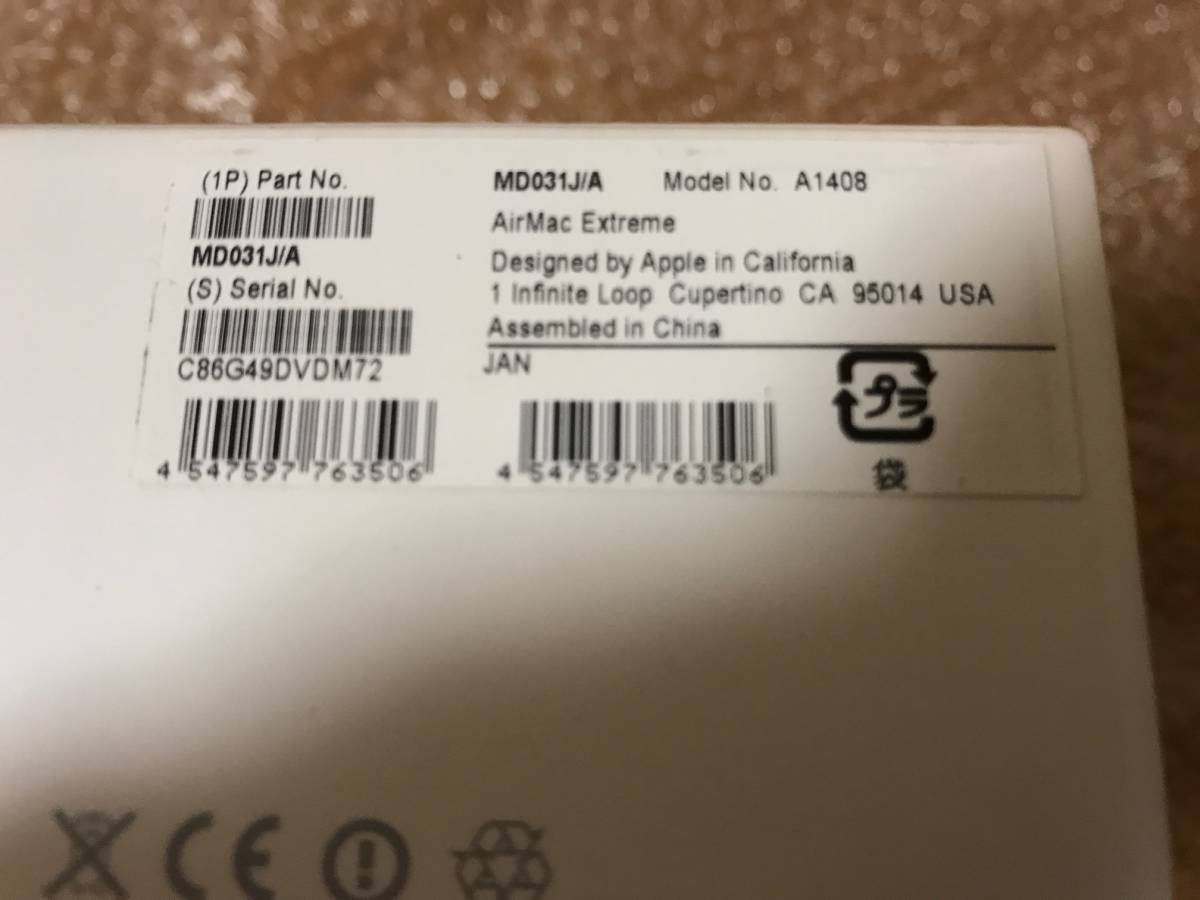 (1P) Part No.
MD031J/A
(S) Serial No.
C86G49DVDM72
4 547597 763506
MD031J/A Model No. A1408
AirMac Extreme
Designed by Apple in California
1 Infinite Loop Cupertino CA 95014 USA
Assembled in China
JAN
4 547597 763506
プラ
袋
CE